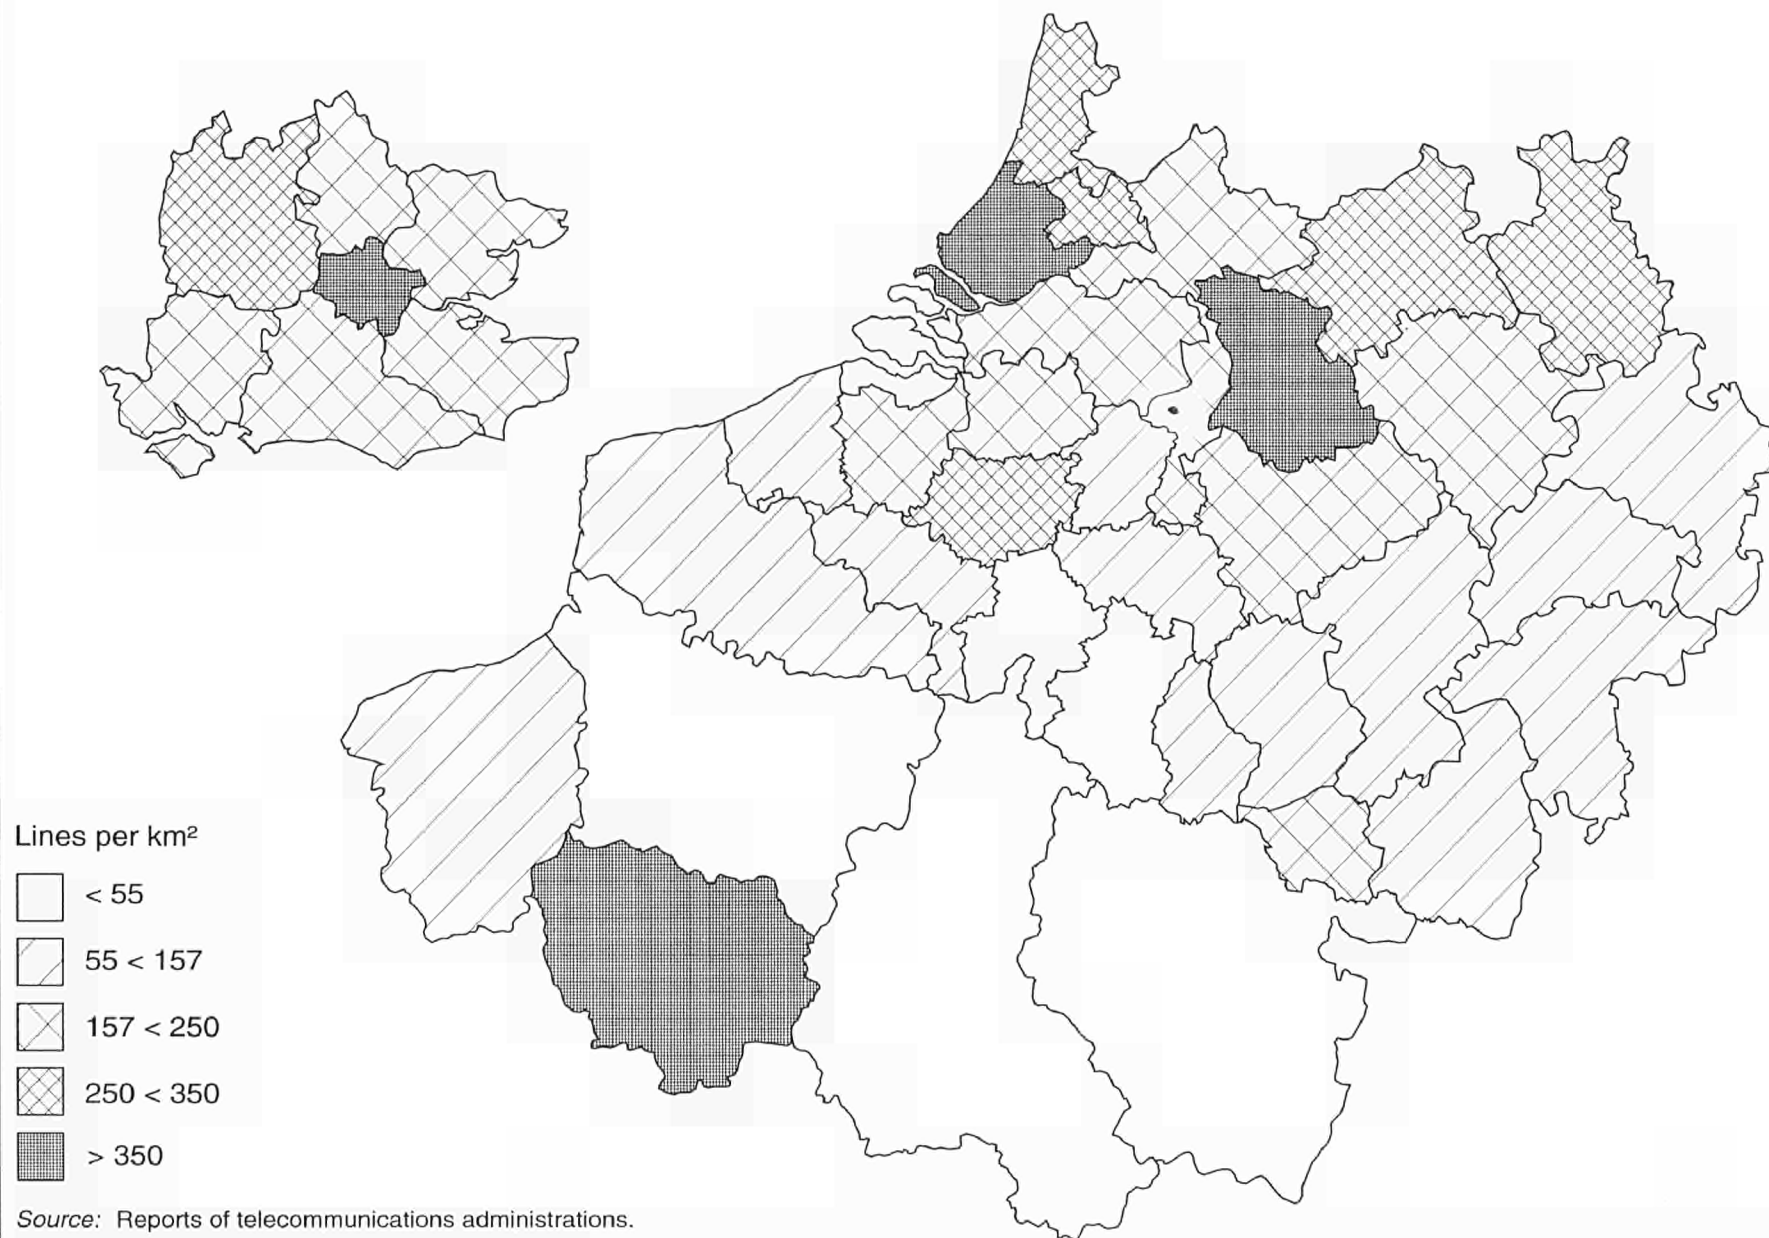 Lines per km²
< 55
55 < 157
157 < 250
250 < 350
> 350
Source: Reports of telecommunications administrations.